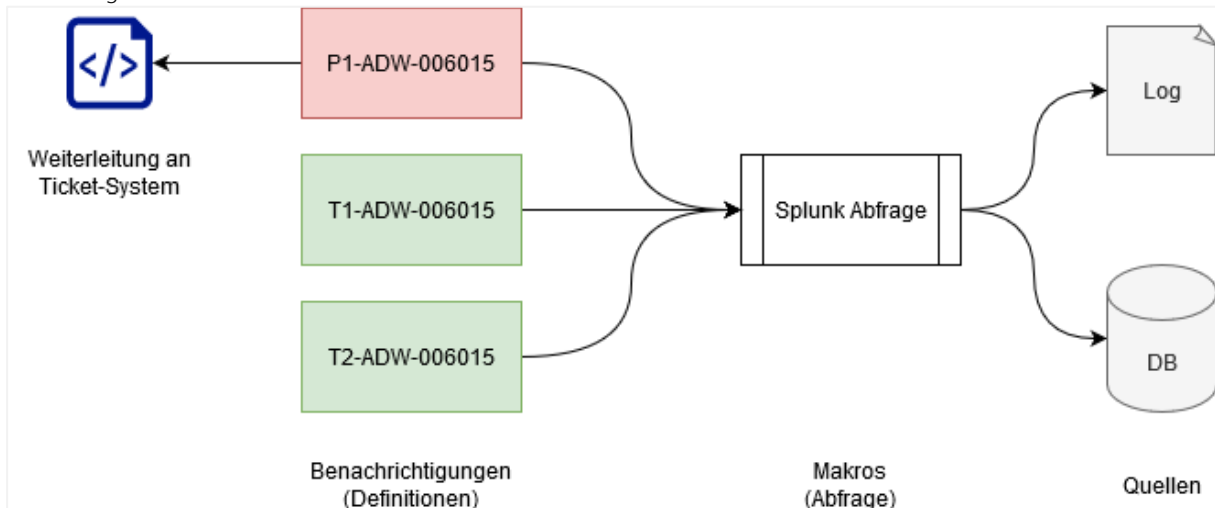 P1-ADW-006015
Log
Weiterleitung an
Ticket-System
T1-ADW-006015
Splunk Abfrage
T2-ADW-006015
DB
Benachrichtigungen
(Definitionen)
Makros
(Abfrage)
Quellen